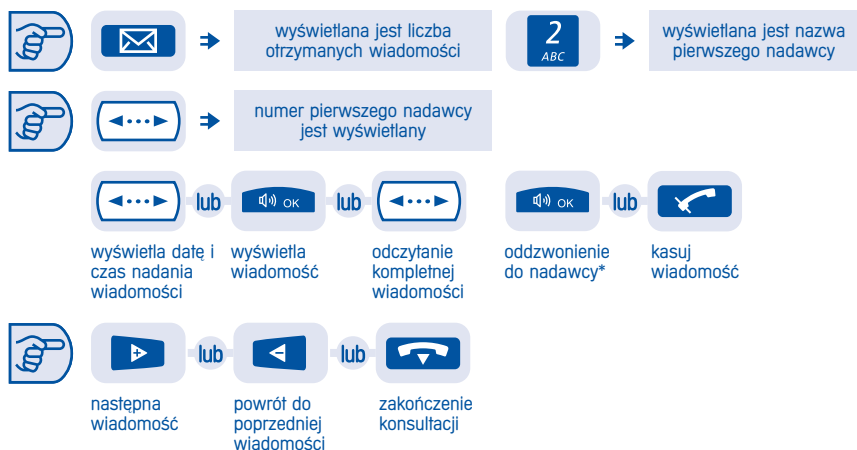 wyświetlana jest liczba
otrzymanych wiadomości
2
ABC
wyświetlana jest nazwa
pierwszego nadawcy
numer pierwszego nadawcy
jest wyświetlany
lub
OK
lub
OK
lub
wyświetla datę i
czas nadania
wiadomości
wyświetla
wiadomość
odczytanie
kompletnej
wiadomości
oddzwonienie
do nadawcy*
kasuj
wiadomość
+
lub
-
lub
następna
wiadomość
powrót do
poprzedniej
wiadomości
zakończenie
konsultacji